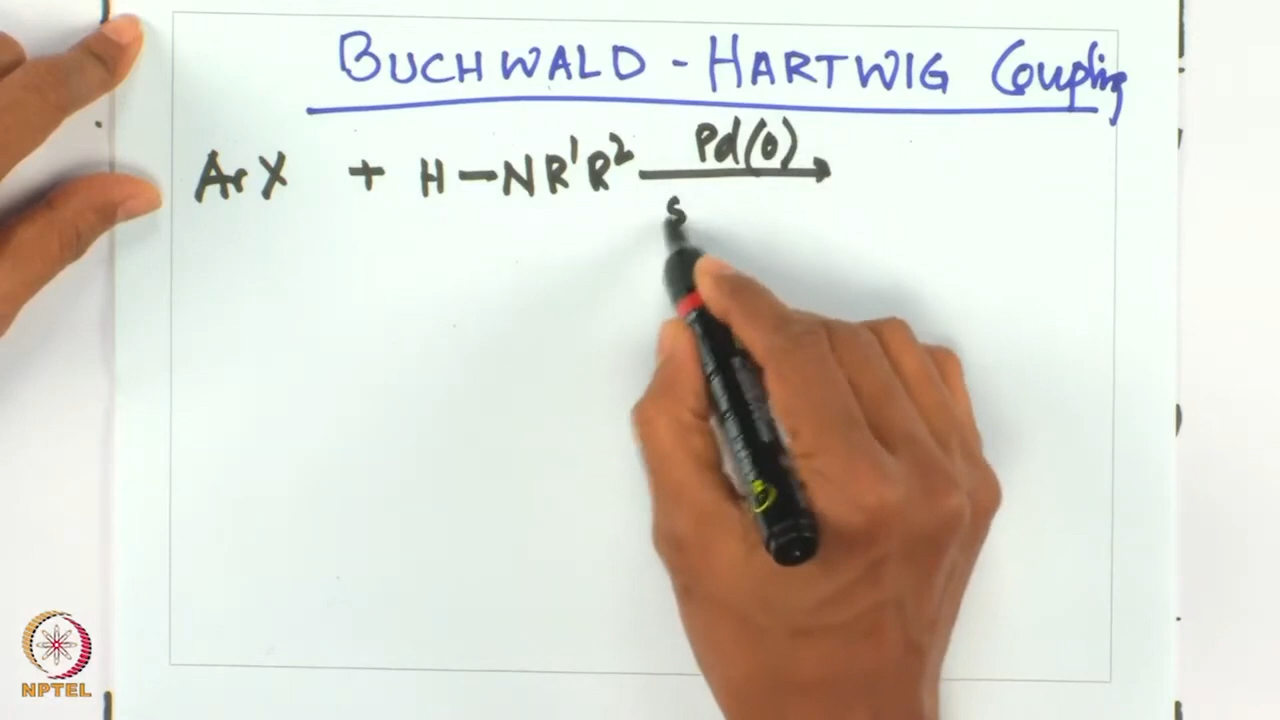 BUCHWALD - HARTWIG Coupling
ArX + H-NR¹R² Pd(0)
S
NPTEL